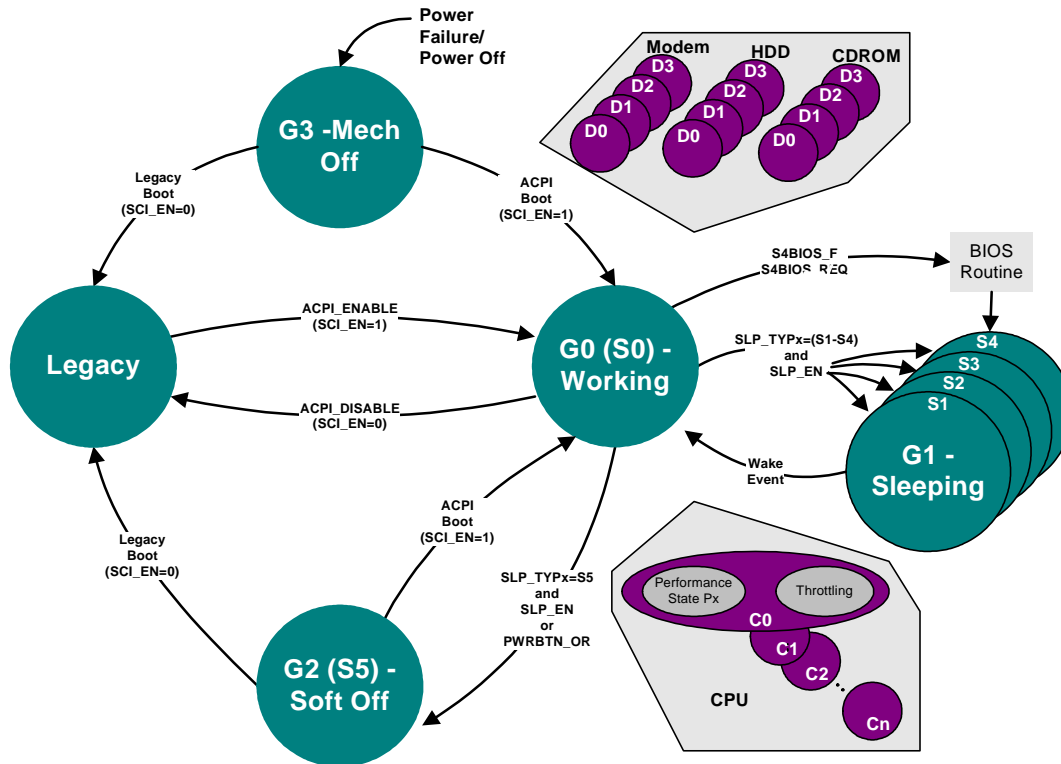 Power
Failure/
Power Off
Modem
HDD
CDROM
D3
D2
D1
D0
D3
D2
D1
D0
D3
D2
D1
D0
G3 -Mech
Off
Legacy
Boot
(SCI_EN=0)
ACPI
Boot
(SCI_EN=1)
S4BIOS_F
S4BIOS_REQ
BIOS
Routine
ACPI_ENABLE
(SCI_EN=1)
Legacy
G0 (S0) -
Working
SLP_TYPx=(S1-S4)
and
SLP_EN
S4
S3
S2
S1
G1 -
Sleeping
ACPI_DISABLE
(SCI_EN=0)
Wake
Event
ACPI
Boot
(SCI_EN=1)
Legacy
Boot
(SCI_EN=0)
SLP_TYPx=S5
and
SLP_EN
or
PWRBTN_OR
G2 (S5) -
Soft Off
Performance
State Px
Throttling
C0
C1
C2
CPU
Cn